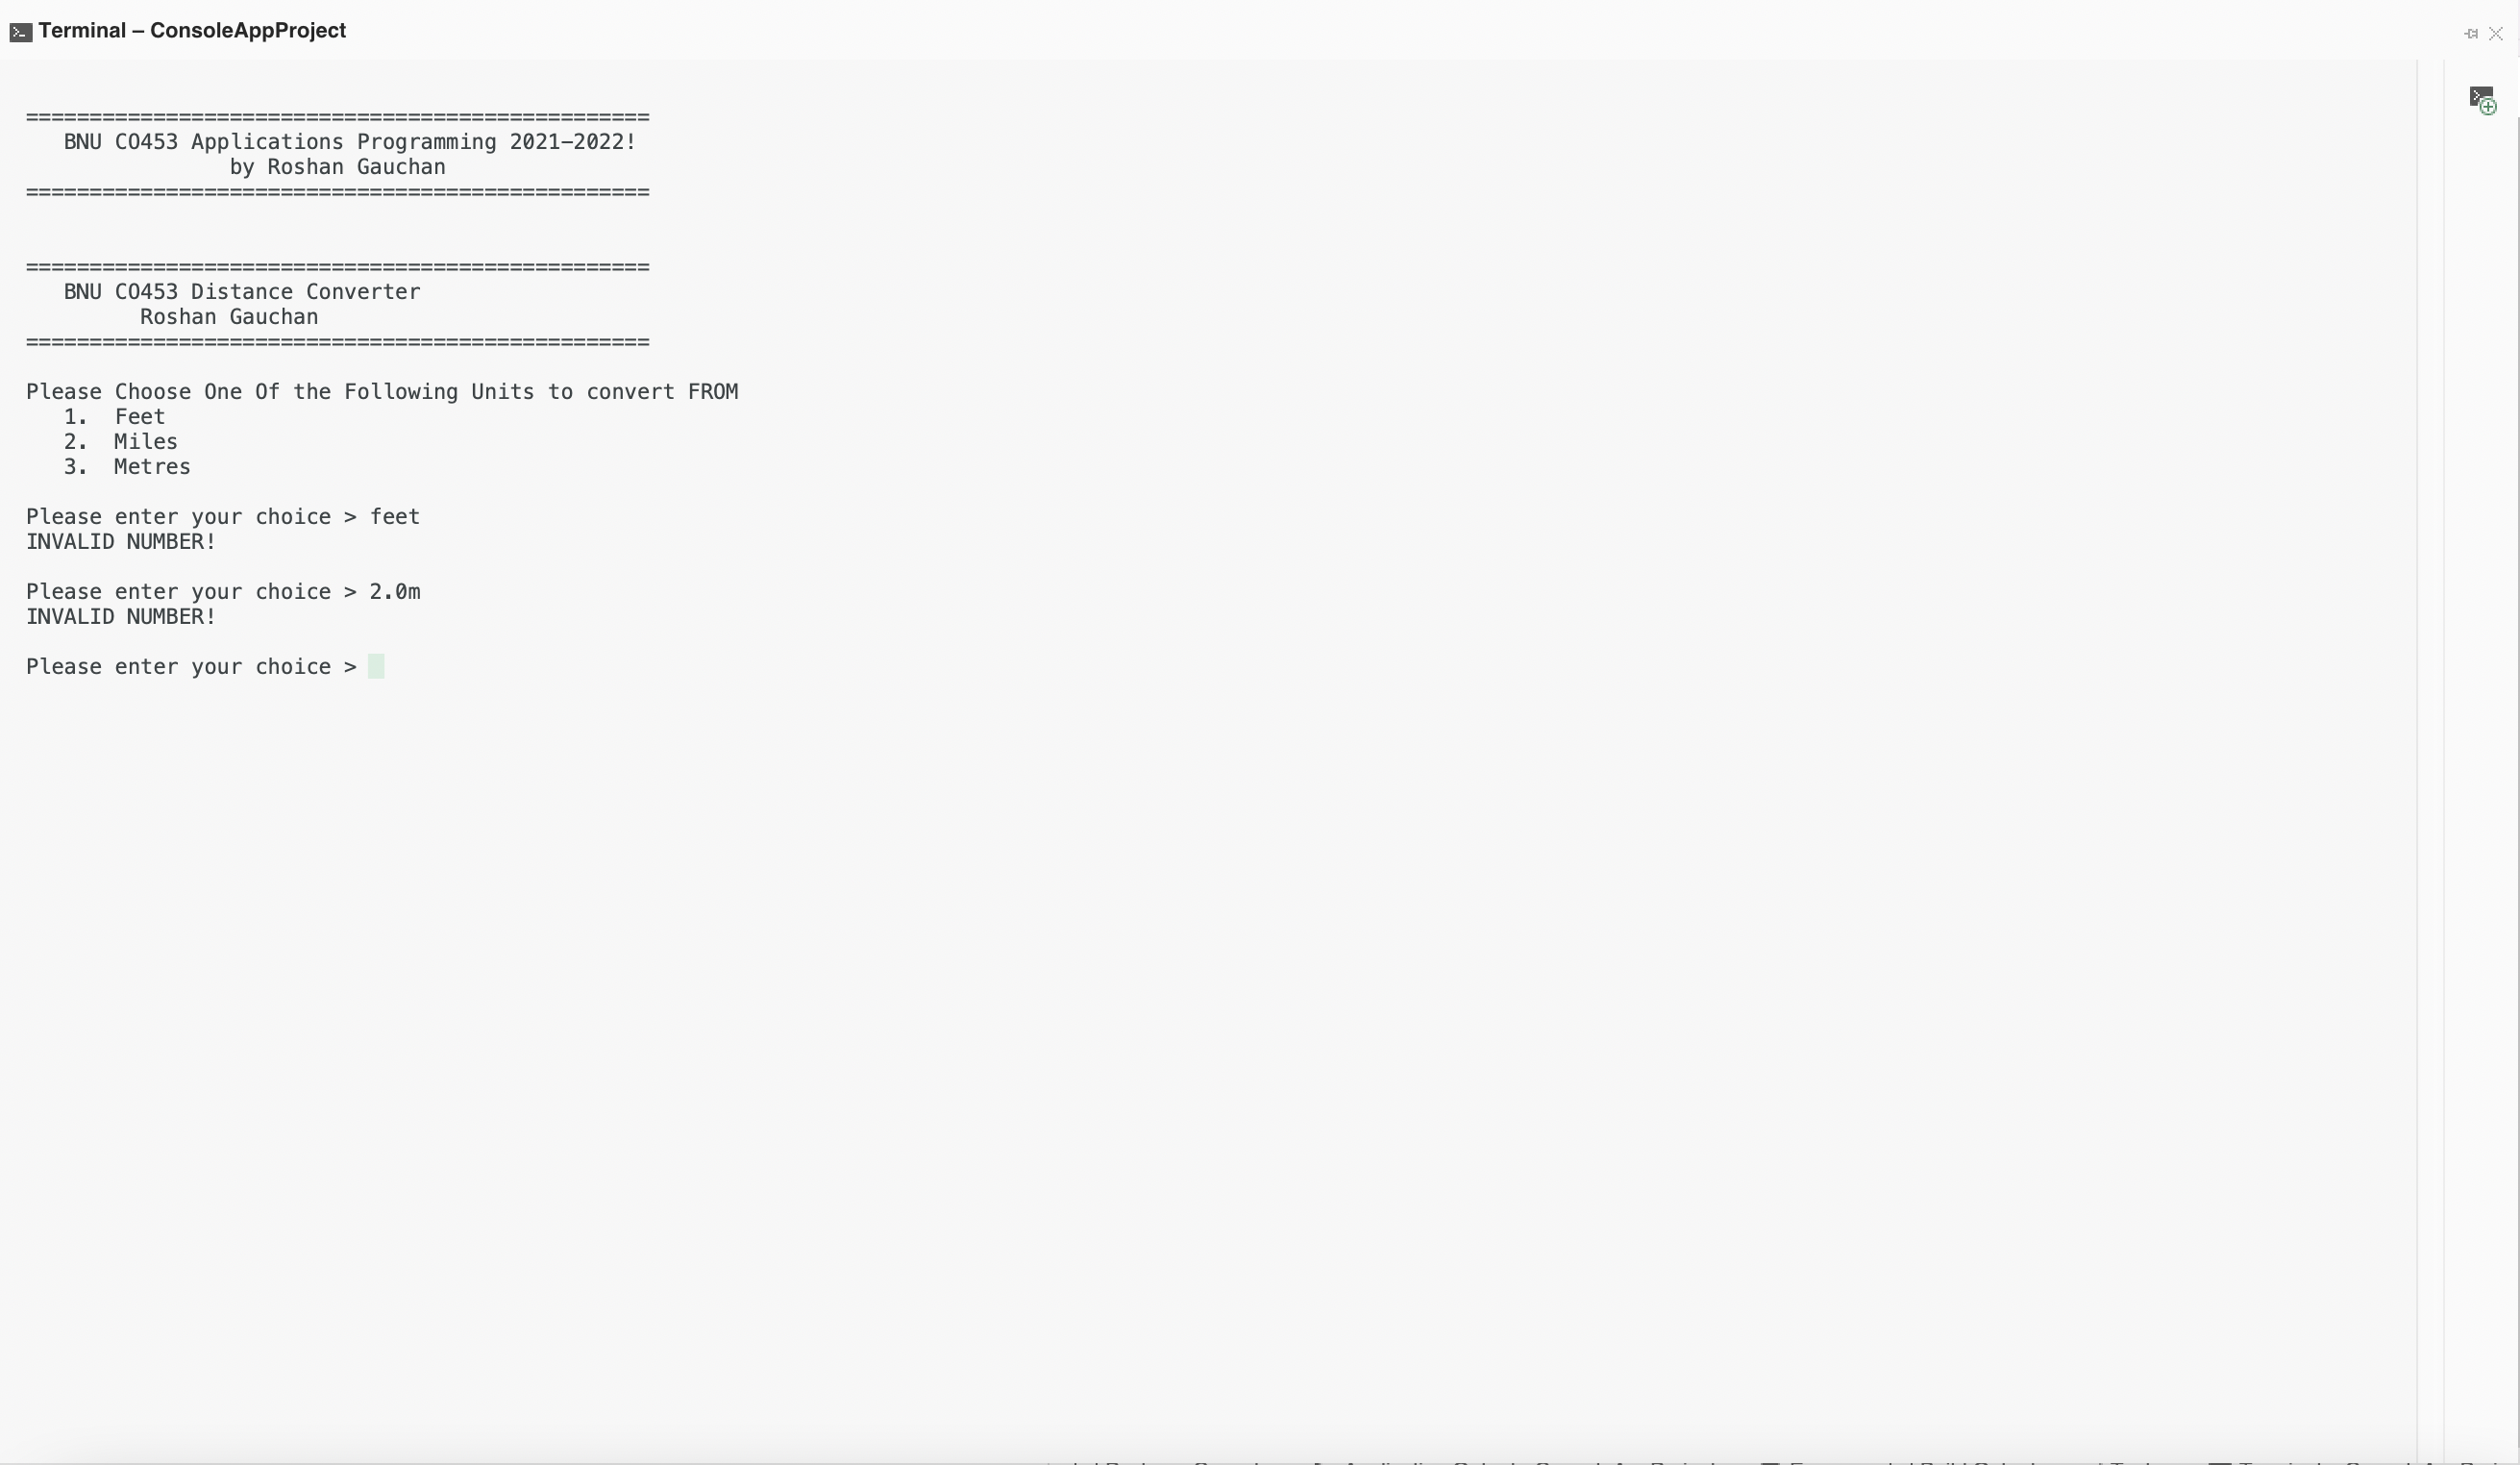 Terminal – ConsoleAppProject
=================================================
BNU CO453 Applications Programming 2021-2022!
by Roshan Gauchan
=================================================
=================================================
BNU CO453 Distance Converter
Roshan Gauchan
=================================================
Please Choose One Of the Following Units to convert FROM
1. Feet
2. Miles
3. Metres
Please enter your choice > feet
INVALID NUMBER!
Please enter your choice > 2.0m
INVALID NUMBER!
Please enter your choice >